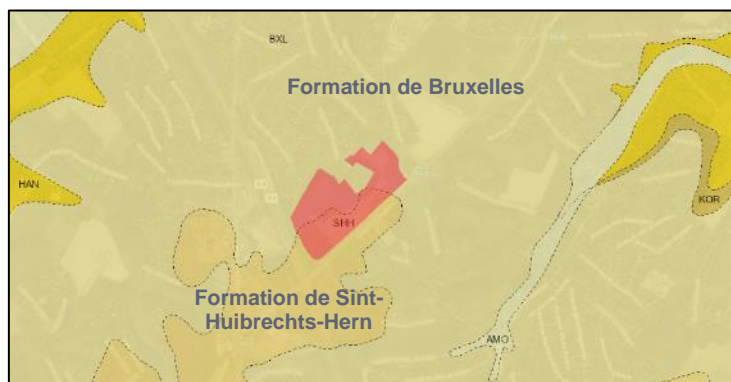 BXL
Formation de Bruxelles
HAN
KOR
SHH
Formation de Sint-
Huibrechts-Hern
AMO